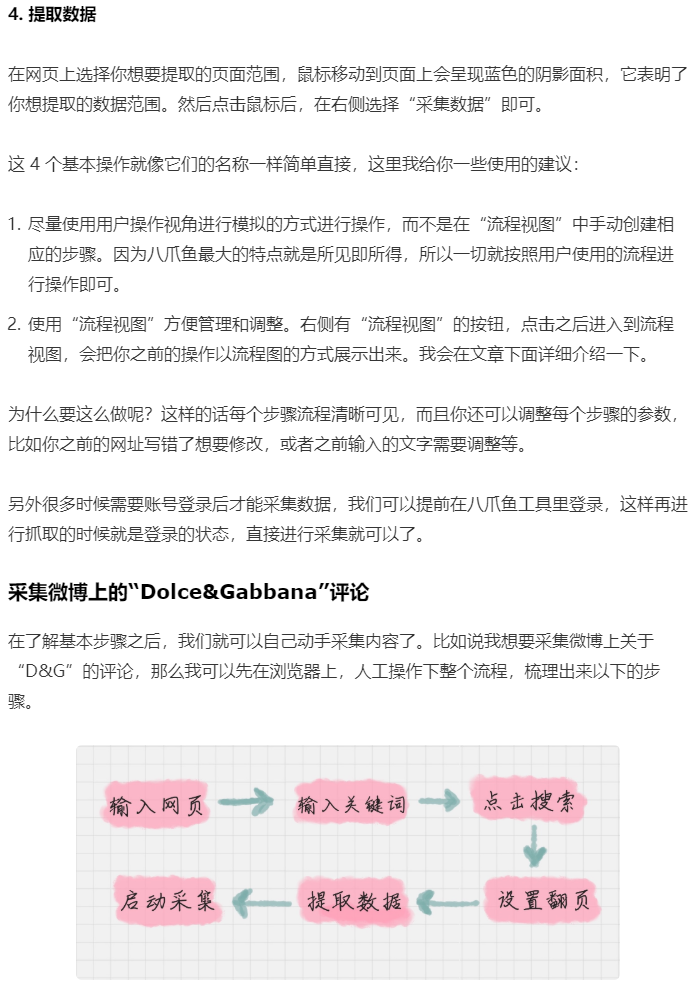 4. 提取数据
在网页上选择你想要提取的页面范围，鼠标移动到页面上会呈现蓝色的阴影面积，它表明了
你想提取的数据范围。然后点击鼠标后，在右侧选择“采集数据”即可。
这 4 个基本操作就像它们的名称一样简单直接，这里我给你一些使用的建议：
1. 尽量使用用户操作视角进行模拟的方式进行操作，而不是在“流程视图”中手动创建相
应的步骤。因为八爪鱼最大的特点就是所见即所得，所以一切就按照用户使用的流程进
行操作即可。
2. 使用“流程视图”方便管理和调整。右侧有“流程视图”的按钮，点击之后进入到流程
视图，会把你之前的操作以流程图的方式展示出来。我会在文章下面详细介绍一下。
为什么要这么做呢？这样的话每个步骤流程清晰可见，而且你还可以调整每个步骤的参数，
比如你之前的网址写错了想要修改，或者之前输入的文字需要调整等。
另外很多时候需要账号登录后才能采集数据，我们可以提前在八爪鱼工具里登录，这样再进
行抓取的时候就是登录的状态，直接进行采集就可以了。
采集微博上的“Dolce&Gabbana”评论
在了解基本步骤之后，我们就可以自己动手采集内容了。比如说我想要采集微博上关于
“D&G”的评论，那么我可以先在浏览器上，人工操作下整个流程，梳理出来以下的步
骤。
输入网页
输入关键词
点击搜索
设置翻页
提取数据
启动采集